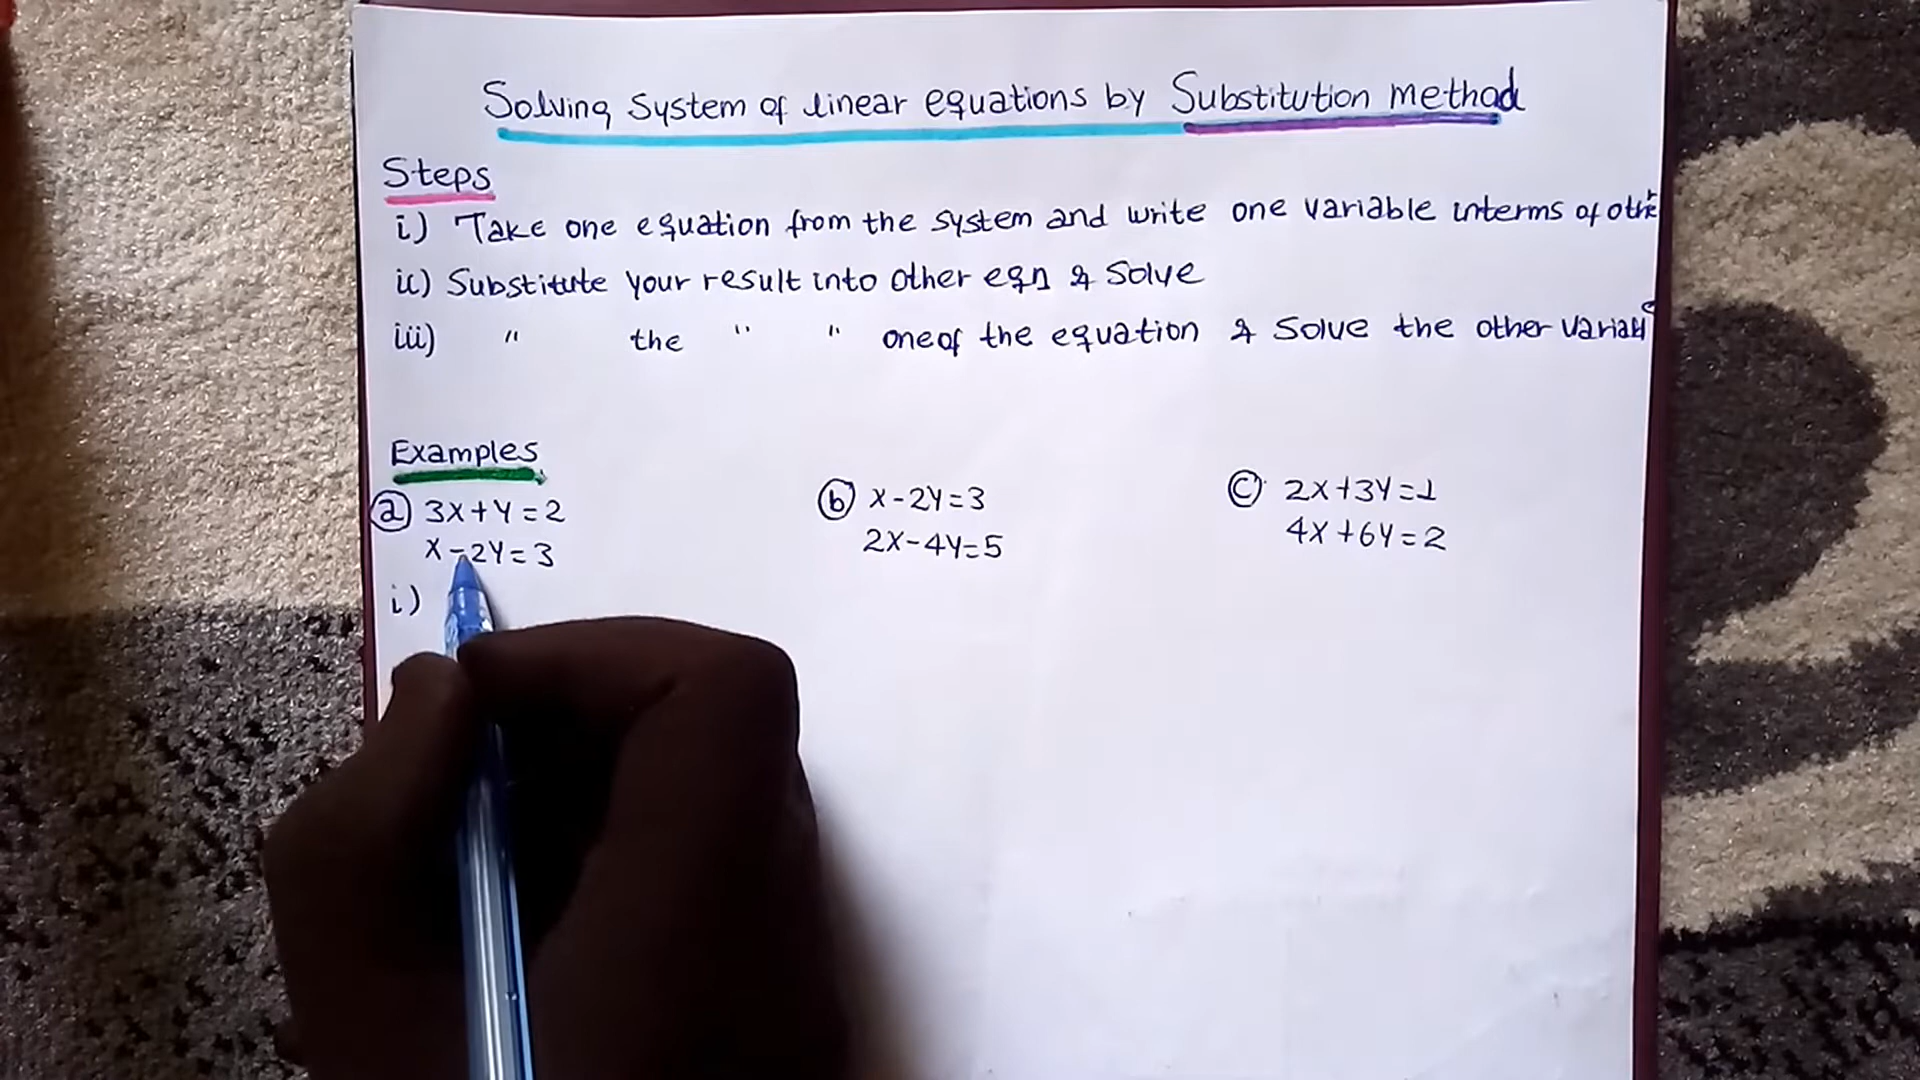 Solving System of linear equations by Substitution method
Steps
i) Take one equation from the system and write one variable interms of
ii) Substitute your result into other eqn & Solve
iii) " the " " one of the equation & Solve the other
Examples
(a) 3x+y=2
x-2y=3
i)
(b) x-2y=3
2x-4y=5
(c) 2x+3y=1
4x+6y=2